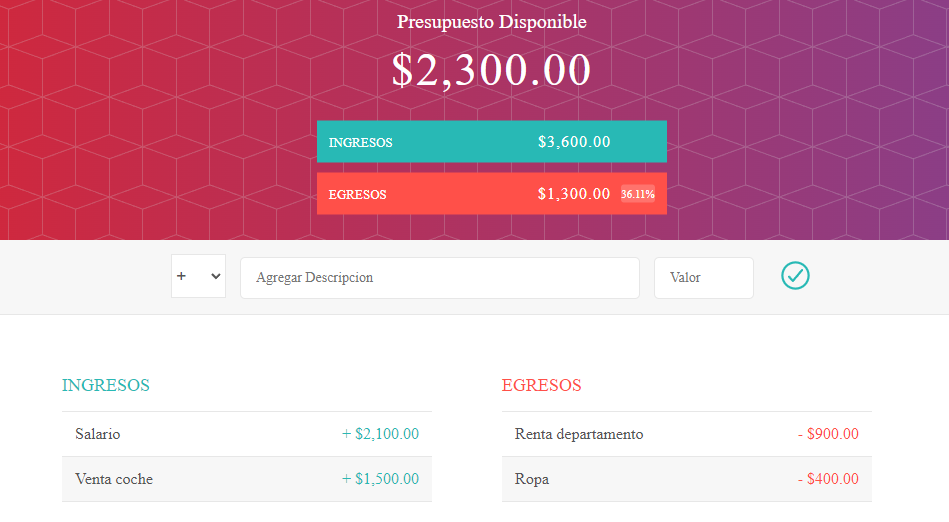 Presupuesto Disponible
$2,300.00
INGRESOS $3,600.00
EGRESOS $1,300.00 36.11%
+ Agregar Descripcion Valor
INGRESOS
Salario + $2,100.00
Venta coche + $1,500.00
EGRESOS
Renta departamento - $900.00
Ropa - $400.00